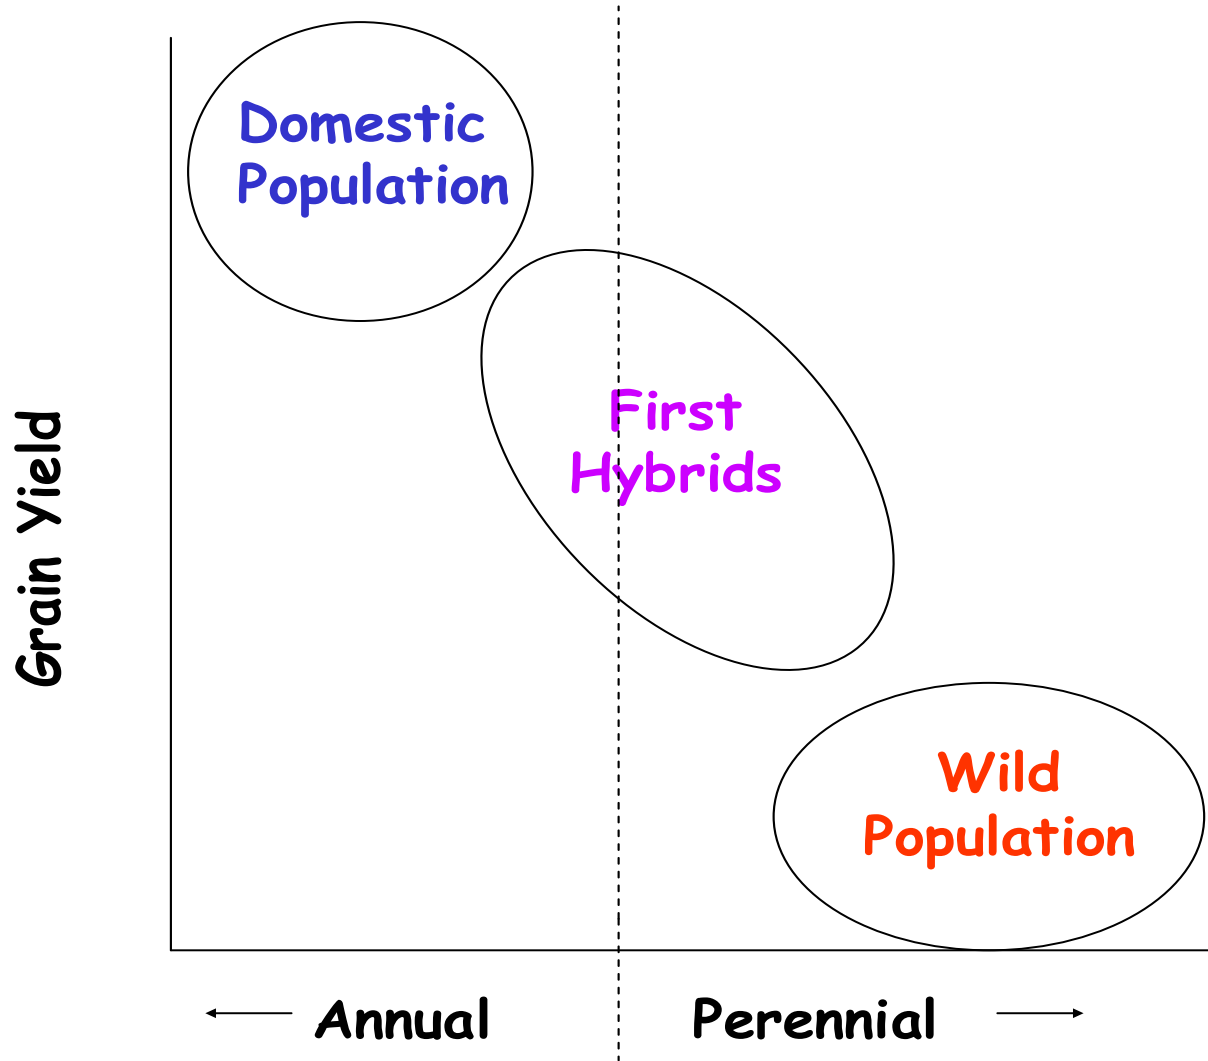 Domestic
Population
First
Hybrids
Wild
Population
Grain Yield
Annual
Perennial